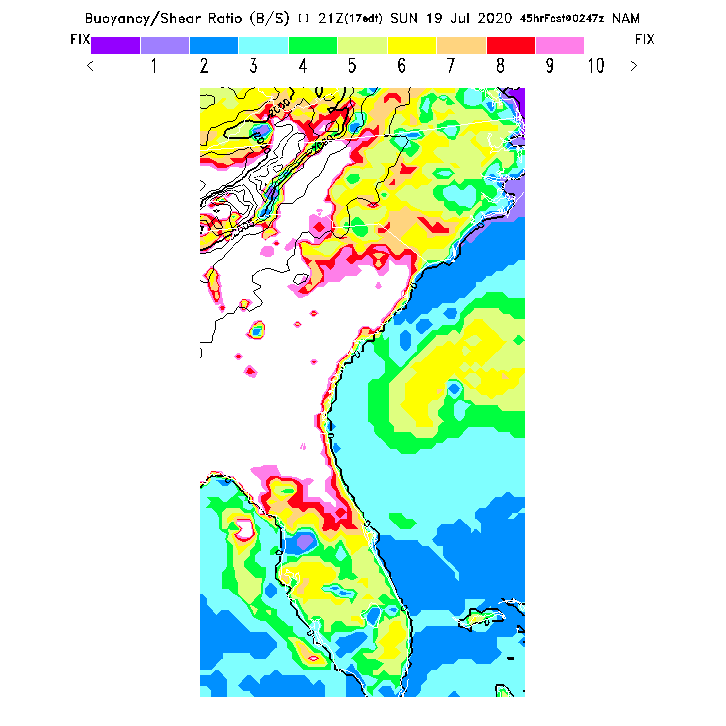 Buoyancy/Shear Ratio (B/S) [] 21Z(17edt) SUN 19 Jul 2020 45hrFcst@0247z NAM
FIX FIX
< 1 2 3 4 5 6 7 8 9 10 >